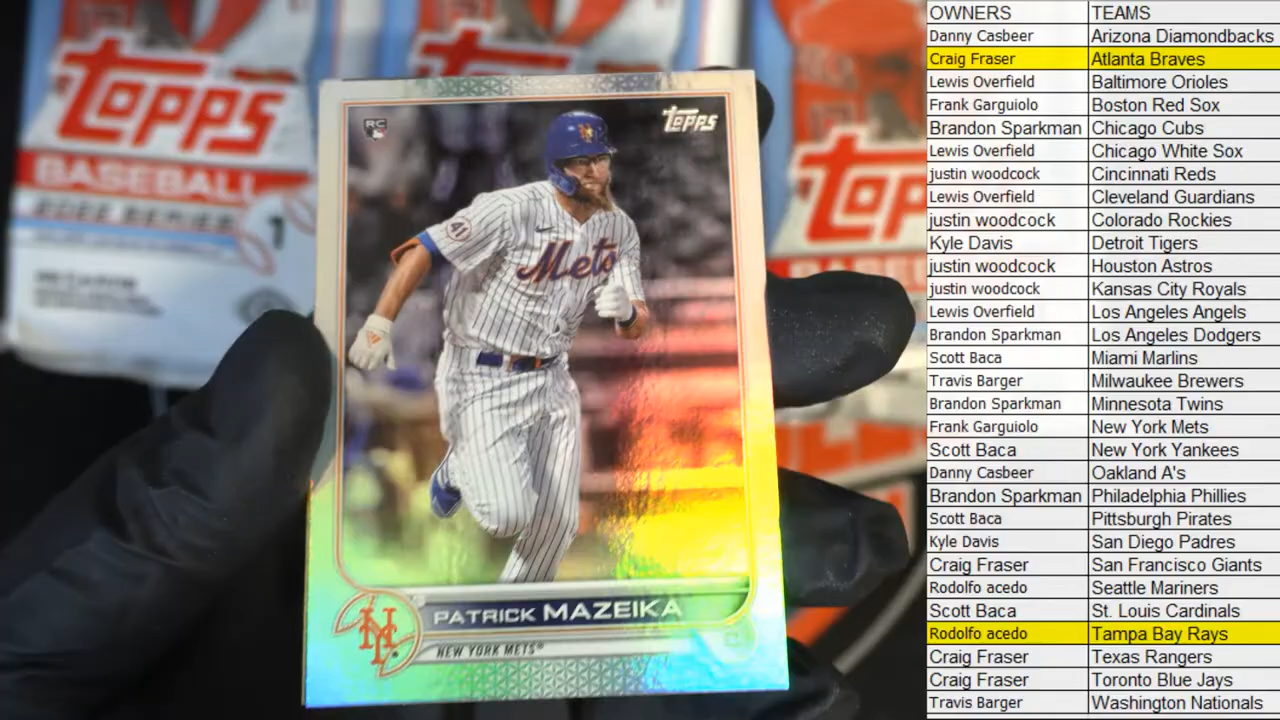 TOPPS
BASEBALL
2022 SERIES 1
TOPPS
TOP
RC
TOPPS
41
Mets
NY
PATRICK MAZEIKA
NEW YORK METS®
OWNERS TEAMS
Danny Casbeer Arizona Diamondbacks
Craig Fraser Atlanta Braves
Lewis Overfield Baltimore Orioles
Frank Garguiolo Boston Red Sox
Brandon Sparkman Chicago Cubs
Lewis Overfield Chicago White Sox
justin woodcock Cincinnati Reds
Lewis Overfield Cleveland Guardians
justin woodcock Colorado Rockies
Kyle Davis Detroit Tigers
justin woodcock Houston Astros
justin woodcock Kansas City Royals
Lewis Overfield Los Angeles Angels
Brandon Sparkman Los Angeles Dodgers
Scott Baca Miami Marlins
Travis Barger Milwaukee Brewers
Brandon Sparkman Minnesota Twins
Frank Garguiolo New York Mets
Scott Baca New York Yankees
Danny Casbeer Oakland A's
Brandon Sparkman Philadelphia Phillies
Scott Baca Pittsburgh Pirates
Kyle Davis San Diego Padres
Craig Fraser San Francisco Giants
Rodolfo acedo Seattle Mariners
Scott Baca St. Louis Cardinals
Rodolfo acedo Tampa Bay Rays
Craig Fraser Texas Rangers
Craig Fraser Toronto Blue Jays
Travis Barger Washington Nationals